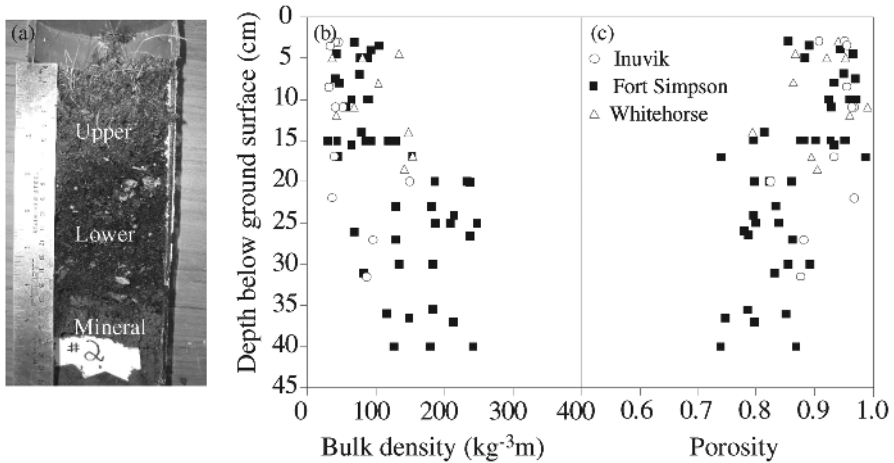 (a)
Upper
Lower
Mineral
#2
Depth below ground surface (cm)
0
5
10
15
20
25
30
35
40
45
(b)
0 100 200 300 400
Bulk density (kg-3m)
(c)
Inuvik
Fort Simpson
Whitehorse
0.6 0.7 0.8 0.9 1.0
Porosity